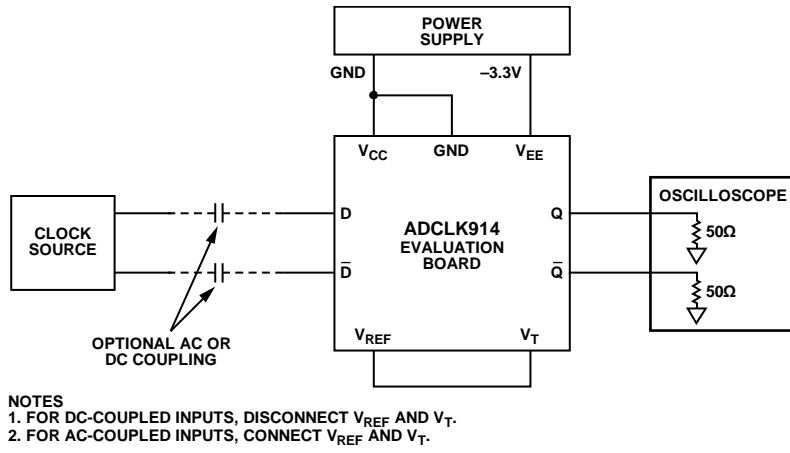 POWER
SUPPLY
GND
–3.3V
V_CC
GND
V_EE
CLOCK
SOURCE
D
D̅
ADCLK914
EVALUATION
BOARD
Q
Q̅
OSCILLOSCOPE
50Ω
50Ω
OPTIONAL AC OR
DC COUPLING
V_REF
V_T
NOTES
1. FOR DC-COUPLED INPUTS, DISCONNECT V_REF AND V_T.
2. FOR AC-COUPLED INPUTS, CONNECT V_REF AND V_T.